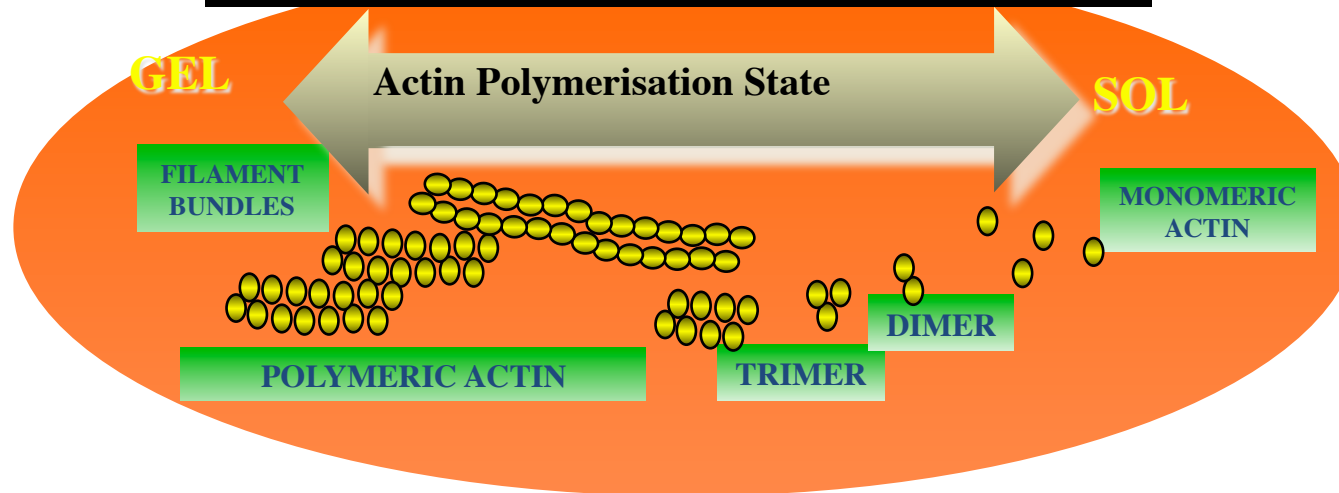 GEL
Actin Polymerisation State
SOL
FILAMENT
BUNDLES
MONOMERIC
ACTIN
DIMER
POLYMERIC ACTIN
TRIMER